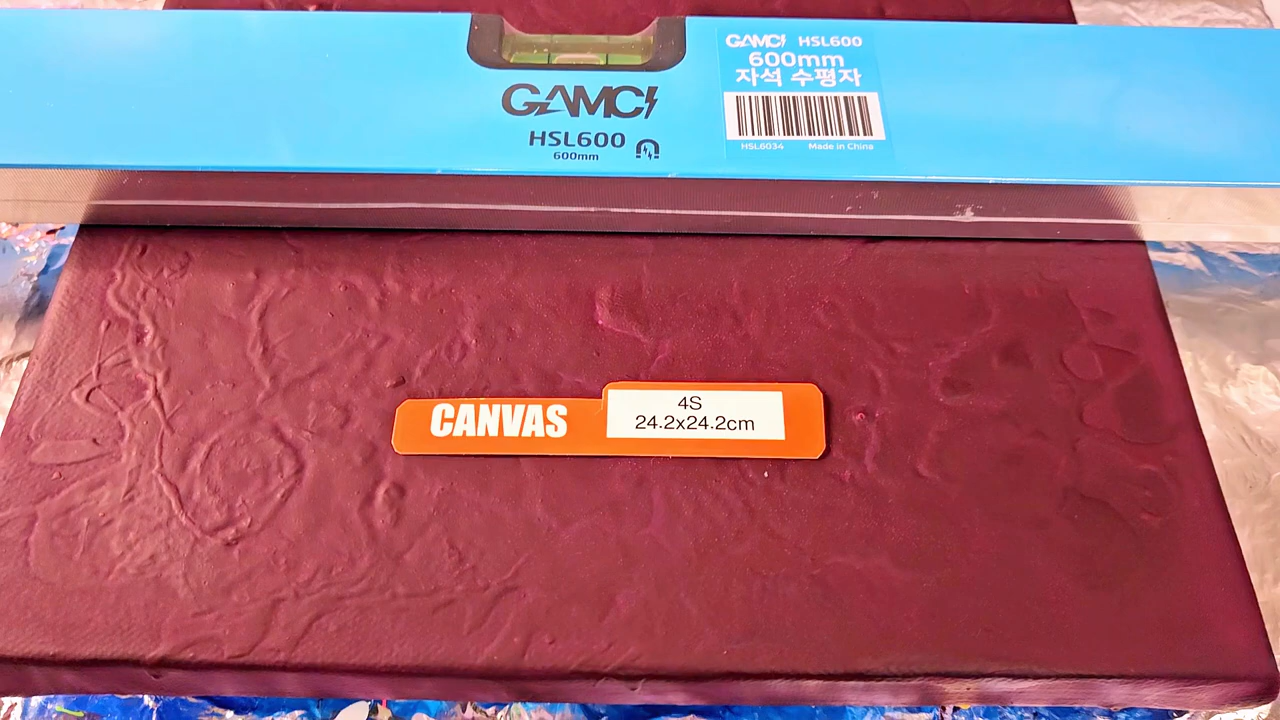 GAMCI HSL600
600mm
자석 수평자
HSL6034 Made in China
GAMCI
HSL600
600mm
CANVAS
4S
24.2x24.2cm